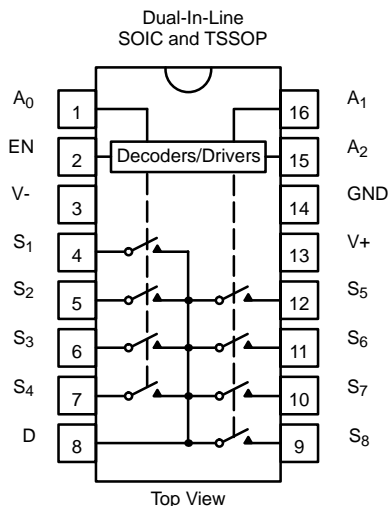 Dual-In-Line
SOIC and TSSOP
A0 1 16 A1
EN 2 Decoders/Drivers 15 A2
V- 3 14 GND
S1 4 13 V+
S2 5 12 S5
S3 6 11 S6
S4 7 10 S7
D 8 9 S8
Top View